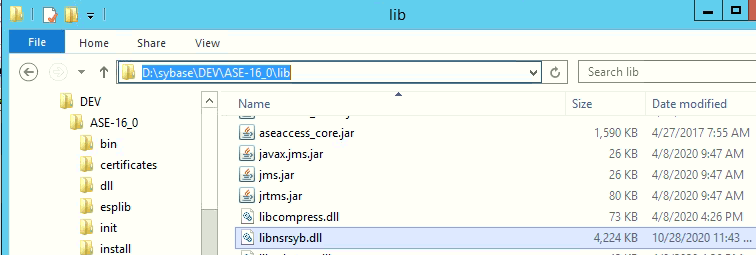 lib
File Home Share View
D:\sybase\DEV\ASE-16_0\lib Search lib
DEV
ASE-16_0
bin
certificates
dll
esplib
init
install
Name Size Date modified
aseaccess_core.jar 1,590 KB 4/27/2017 7:55 AM
javax.jms.jar 26 KB 4/8/2020 9:47 AM
jms.jar 26 KB 4/8/2020 9:47 AM
jrtms.jar 80 KB 4/8/2020 9:47 AM
libcompress.dll 73 KB 4/8/2020 4:26 PM
libnsrsyb.dll 4,224 KB 10/28/2020 11:43 ...